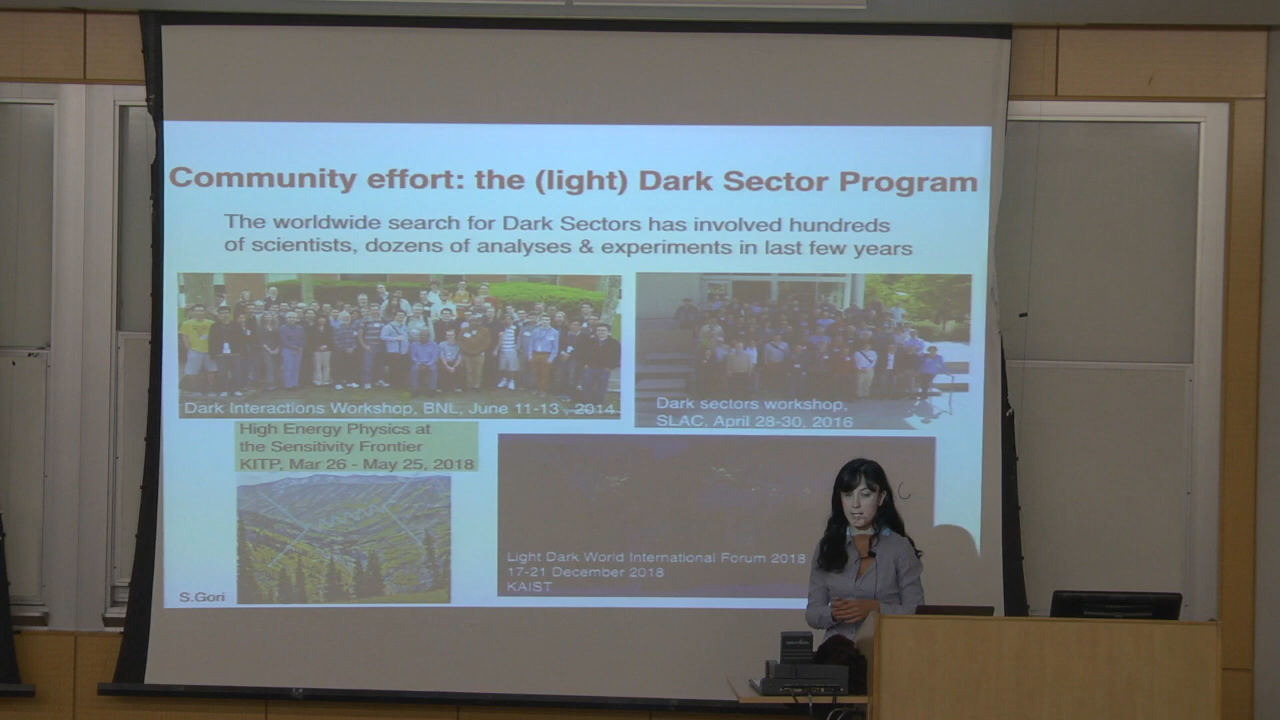 Community effort: the (light) Dark Sector Program
The worldwide search for Dark Sectors has involved hundreds
of scientists, dozens of analyses & experiments in last few years
Dark Interactions Workshop, BNL, June 11-13, 2014
Dark sectors workshop,
SLAC, April 28-30, 2016
High Energy Physics at
the Sensitivity Frontier
KITP, Mar 26 - May 25, 2018
Light Dark World International Forum 2018
17-21 December 2018
KAIST
S.Gori